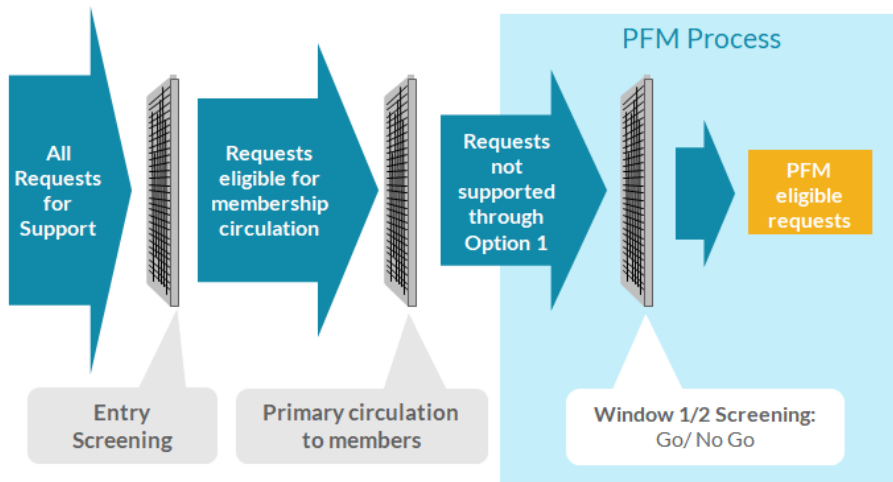 PFM Process
All
Requests
for
Support
Requests
eligible for
membership
circulation
Requests
not
supported
through
Option 1
PFM
eligible
requests
Entry
Screening
Primary circulation
to members
Window 1/2 Screening:
Go/ No Go